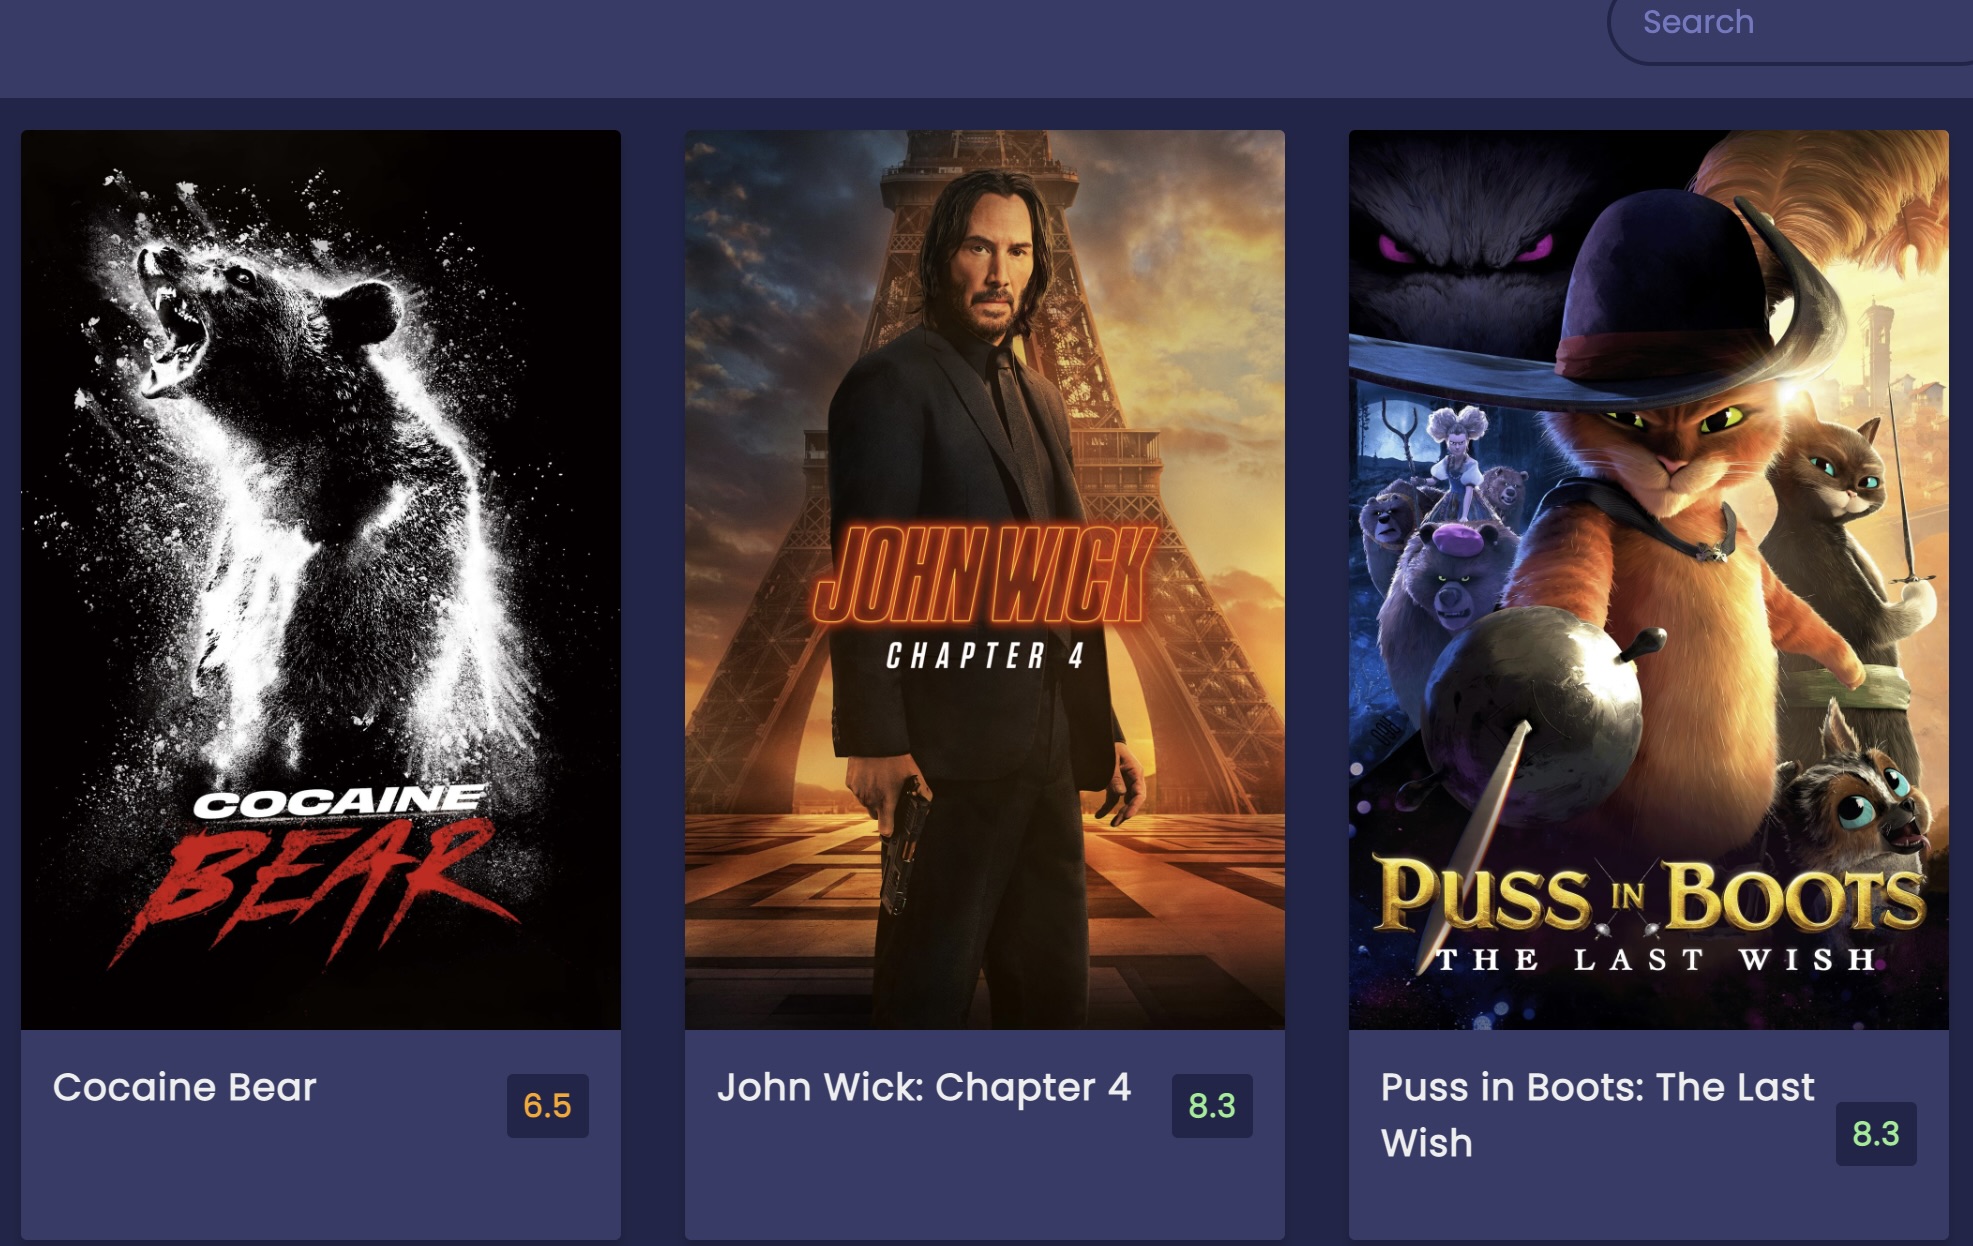 Search
COCAINE
BEAR
JOHN WICK
CHAPTER 4
PUSS IN BOOTS
THE LAST WISH
Cocaine Bear
6.5
John Wick: Chapter 4
8.3
Puss in Boots: The Last
Wish
8.3